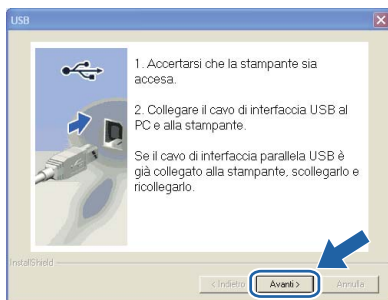 USB
1. Accertarsi che la stampante sia
accesa.
2. Collegare il cavo di interfaccia USB al
PC e alla stampante.
Se il cavo di interfaccia parallela USB è
già collegato alla stampante, scollegarlo e
ricollegarlo.
InstallShield
< Indietro Avanti > Annulla